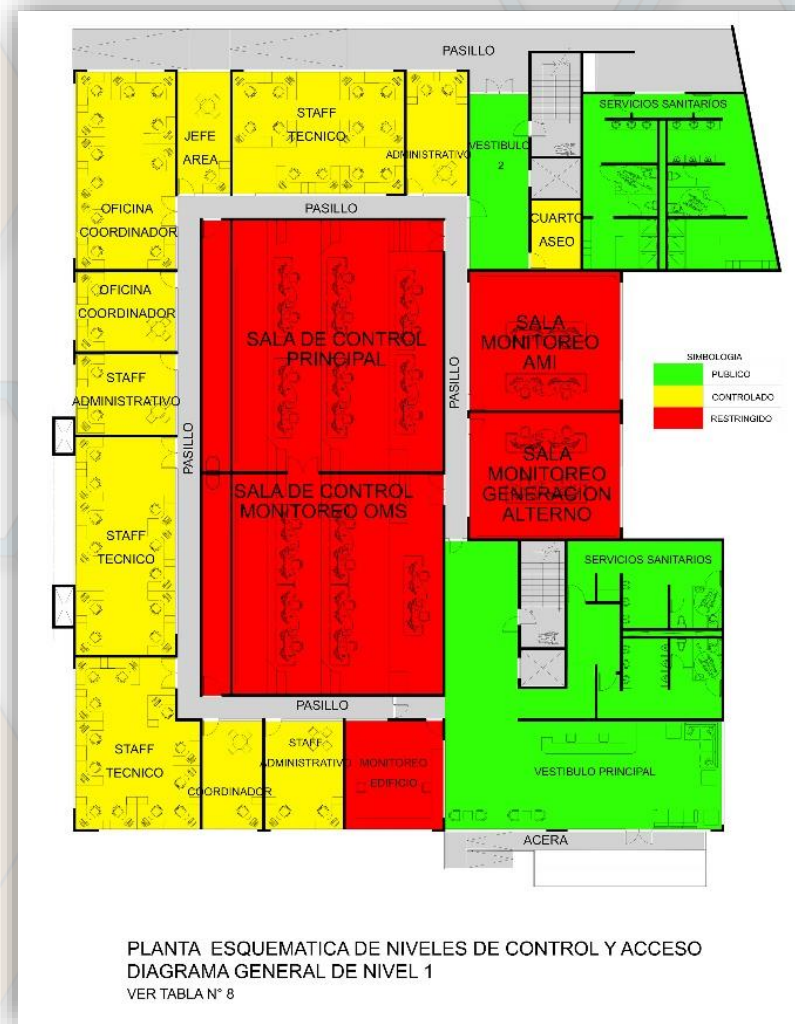 PASILLO
STAFF
TECNICO
JEFE
AREA
ADMINISTRATIVO
VESTIBULO
2
SERVICIOS SANITARIOS
OFICINA
COORDINADOR
PASILLO
CUARTO
ASEO
OFICINA
COORDINADOR
SALA DE CONTROL
PRINCIPAL
SALA
MONITOREO
AMI
SIMBOLOGIA
PUBLICO
CONTROLADO
RESTRINGIDO
STAFF
ADMINISTRATIVO
PASILLO
PASILLO
SALA DE CONTROL
MONITOREO OMS
SALA
MONITOREO
GENERACION
ALTERNO
STAFF
TECNICO
SERVICIOS SANITARIOS
PASILLO
STAFF
TECNICO
COORDINADOR
STAFF
ADMINISTRATIVO
MONITOREO
EDIFICIO
VESTIBULO PRINCIPAL
ACERA
PLANTA ESQUEMATICA DE NIVELES DE CONTROL Y ACCESO
DIAGRAMA GENERAL DE NIVEL 1
VER TABLA N° 8